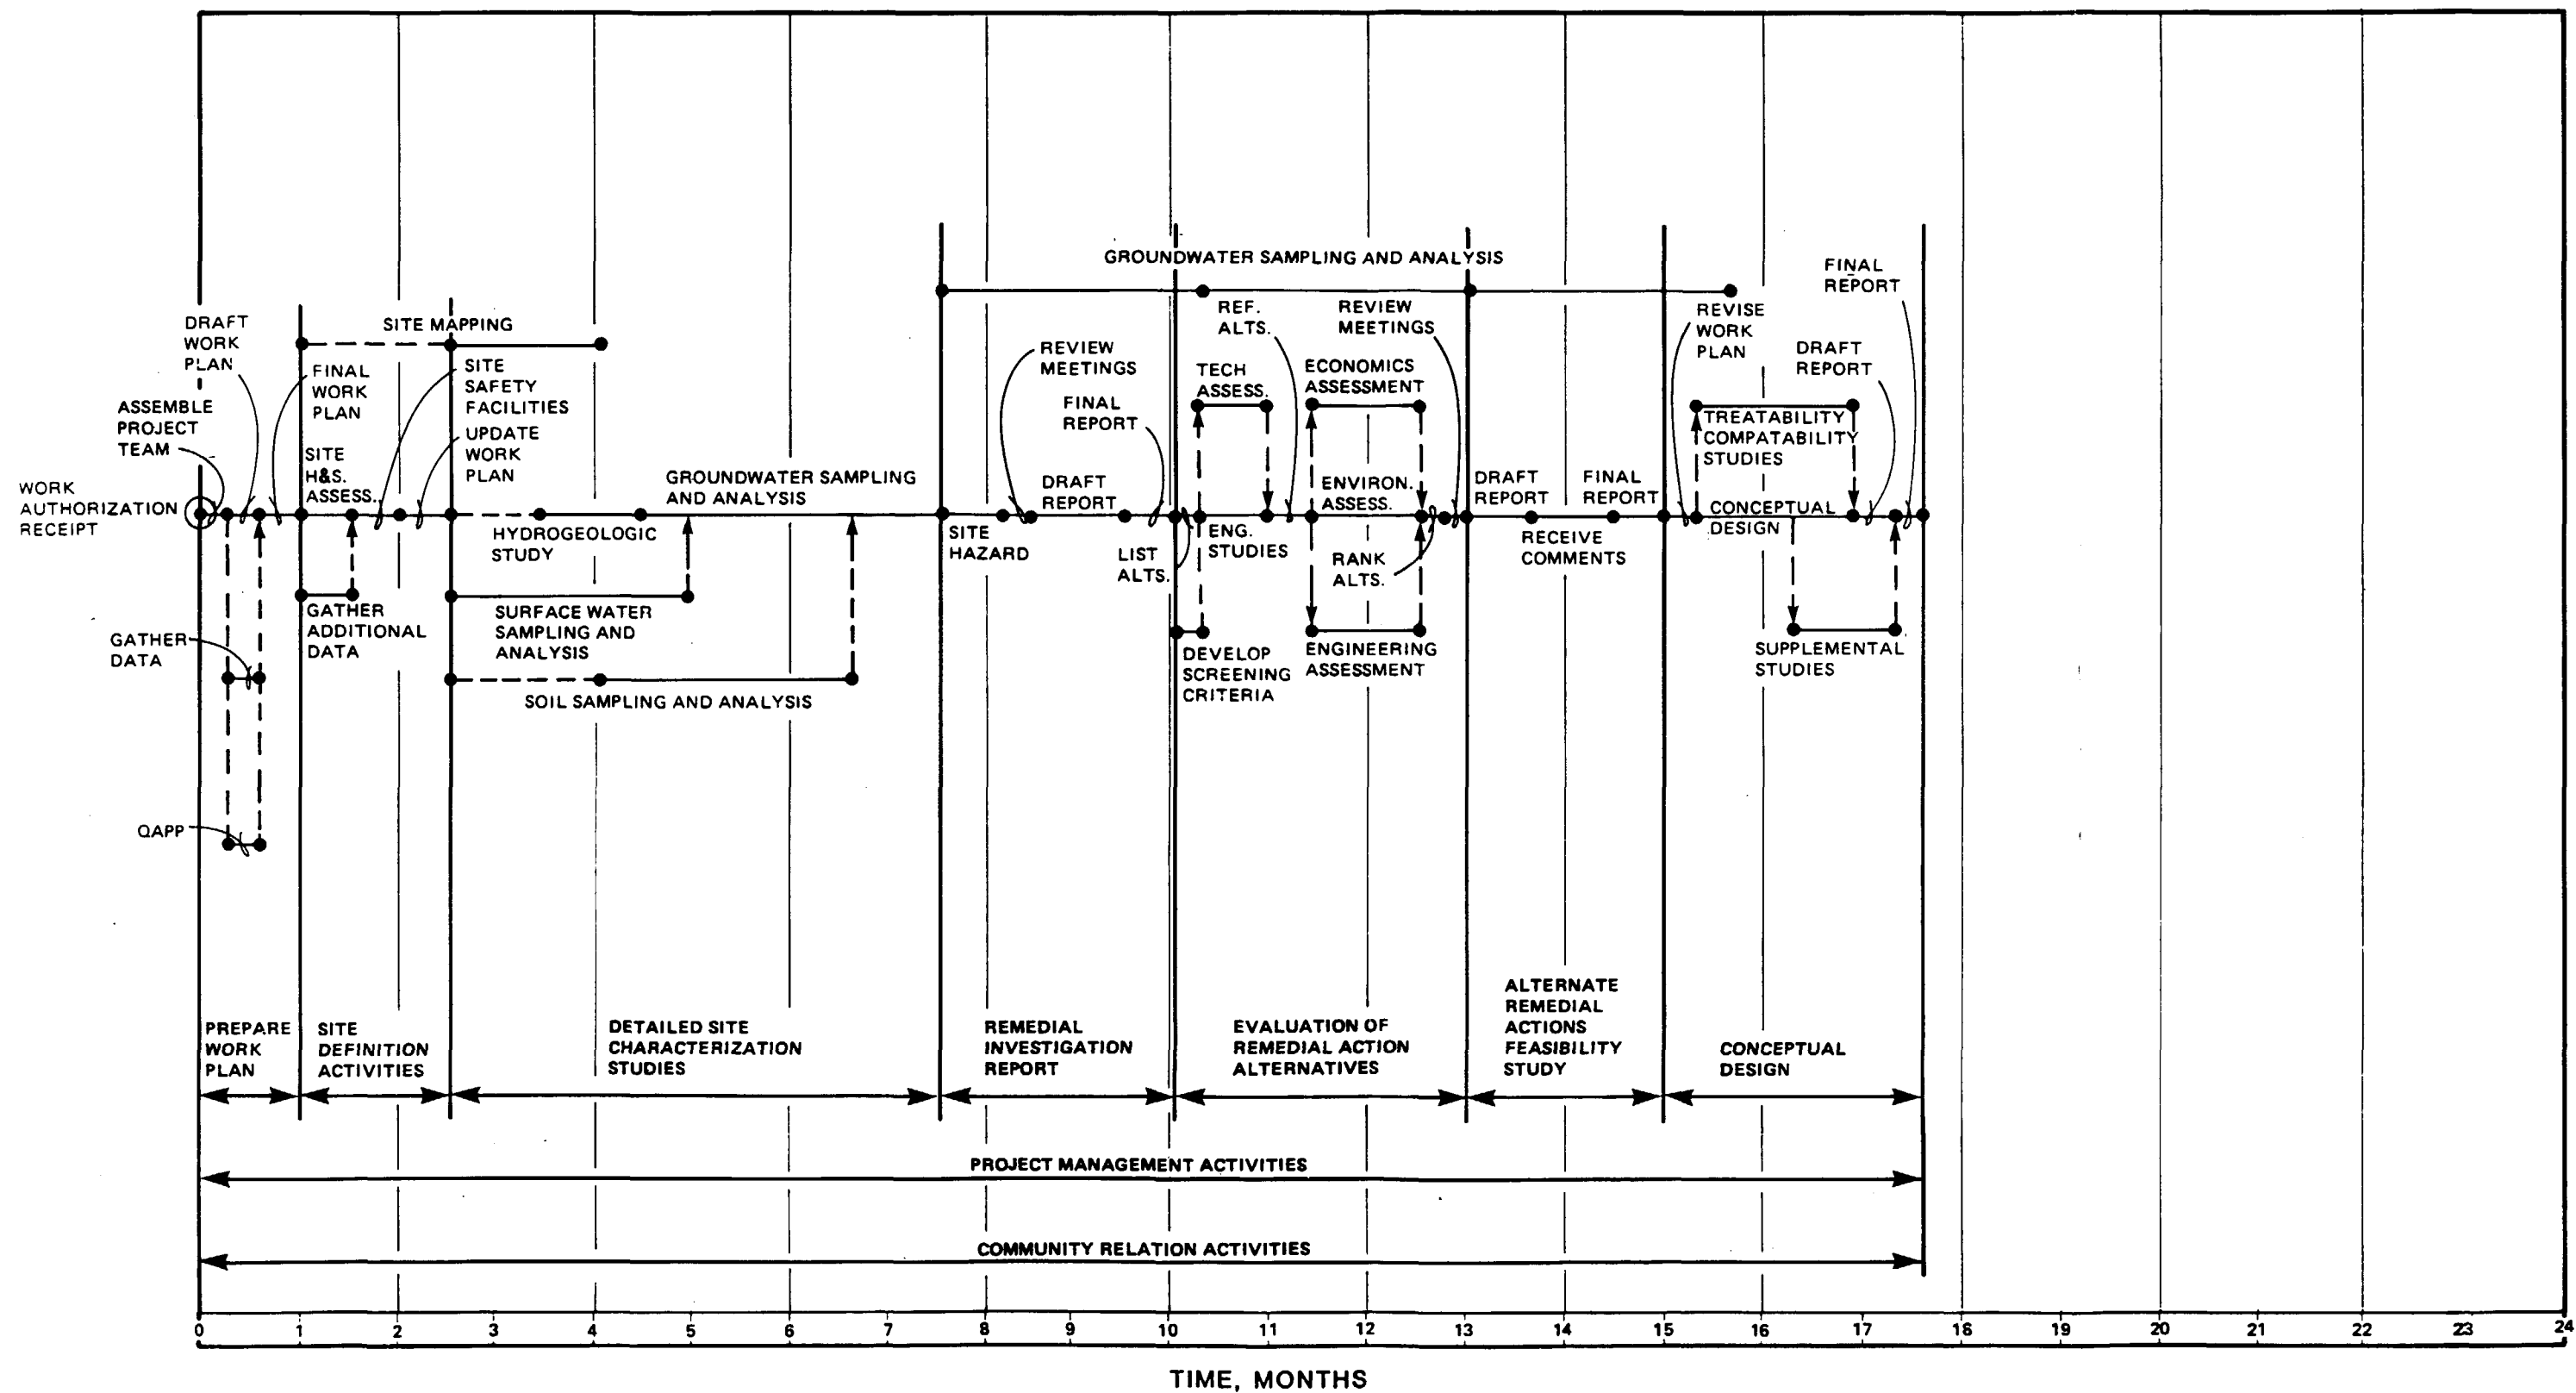 GROUNDWATER SAMPLING AND ANALYSIS
FINAL
REPORT
DRAFT
WORK
PLAN
SITE MAPPING
REF.
ALTS.
REVIEW
MEETINGS
REVISE
WORK
PLAN
REVIEW
MEETINGS
DRAFT
REPORT
FINAL
WORK
PLAN
SITE
SAFETY
FACILITIES
TECH
ASSESS.
ECONOMICS
ASSESSMENT
ASSEMBLE
PROJECT
TEAM
FINAL
REPORT
UPDATE
WORK
PLAN
TREATABILITY
COMPATABILITY
STUDIES
SITE
H&S.
ASSESS.
GROUNDWATER SAMPLING
AND ANALYSIS
DRAFT
REPORT
ENVIRON.
ASSESS.
DRAFT
REPORT
FINAL
REPORT
WORK
AUTHORIZATION
RECEIPT
CONCEPTUAL
DESIGN
HYDROGEOLOGIC
STUDY
SITE
HAZARD
LIST
ALTS.
ENG.
STUDIES
RANK
ALTS.
RECEIVE
COMMENTS
GATHER
ADDITIONAL
DATA
SURFACE WATER
SAMPLING AND
ANALYSIS
GATHER
DATA
DEVELOP
SCREENING
CRITERIA
ENGINEERING
ASSESSMENT
SUPPLEMENTAL
STUDIES
SOIL SAMPLING AND ANALYSIS
QAPP
PREPARE
WORK
PLAN
SITE
DEFINITION
ACTIVITIES
DETAILED SITE
CHARACTERIZATION
STUDIES
REMEDIAL
INVESTIGATION
REPORT
EVALUATION OF
REMEDIAL ACTION
ALTERNATIVES
ALTERNATE
REMEDIAL
ACTIONS
FEASIBILITY
STUDY
CONCEPTUAL
DESIGN
PROJECT MANAGEMENT ACTIVITIES
COMMUNITY RELATION ACTIVITIES
0 1 2 3 4 5 6 7 8 9 10 11 12 13 14 15 16 17 18 19 20 21 22 23 24
TIME, MONTHS